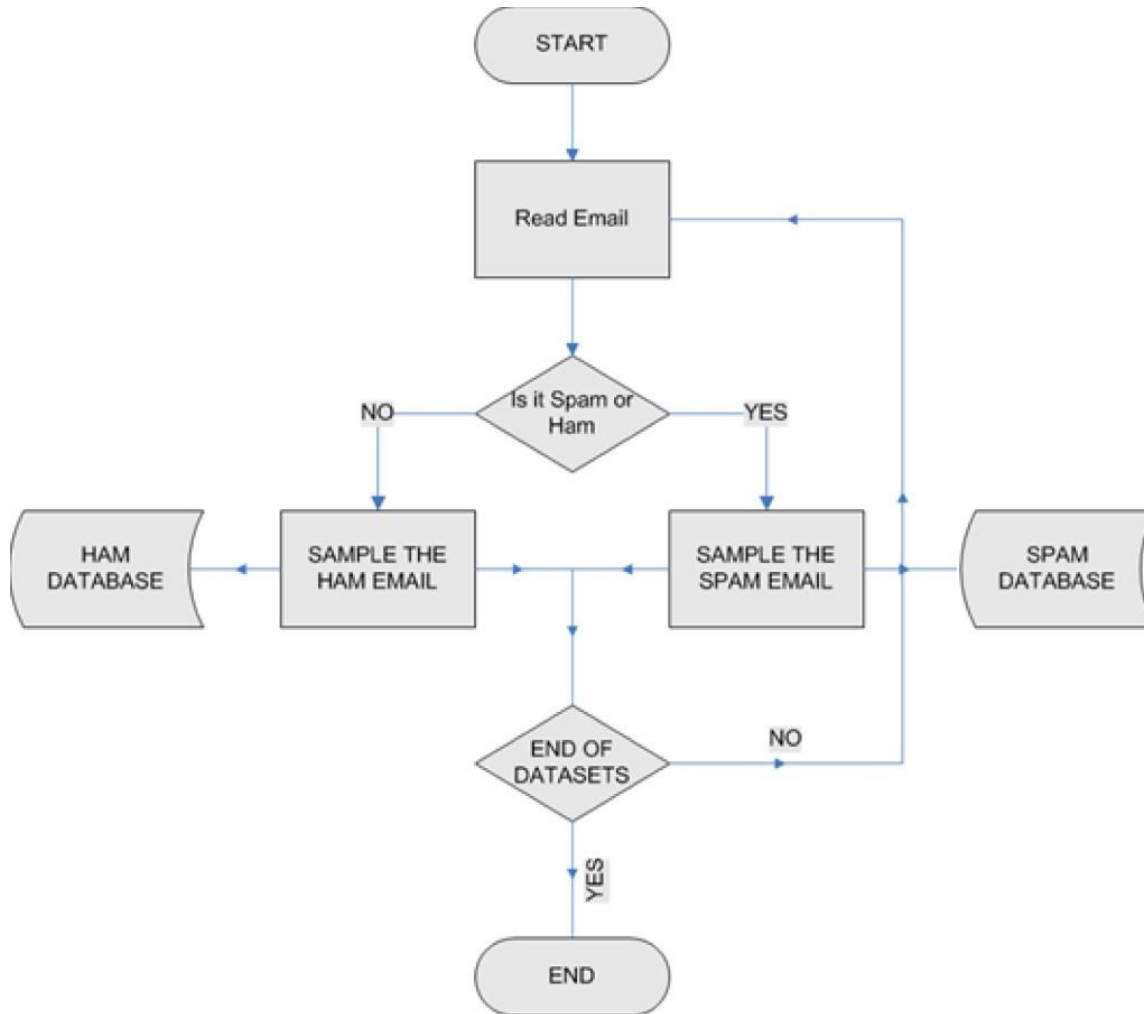 START
Read Email
Is it Spam or
Ham
NO
YES
HAM
DATABASE
SAMPLE THE
HAM EMAIL
SAMPLE THE
SPAM EMAIL
SPAM
DATABASE
END OF
DATASETS
NO
YES
END